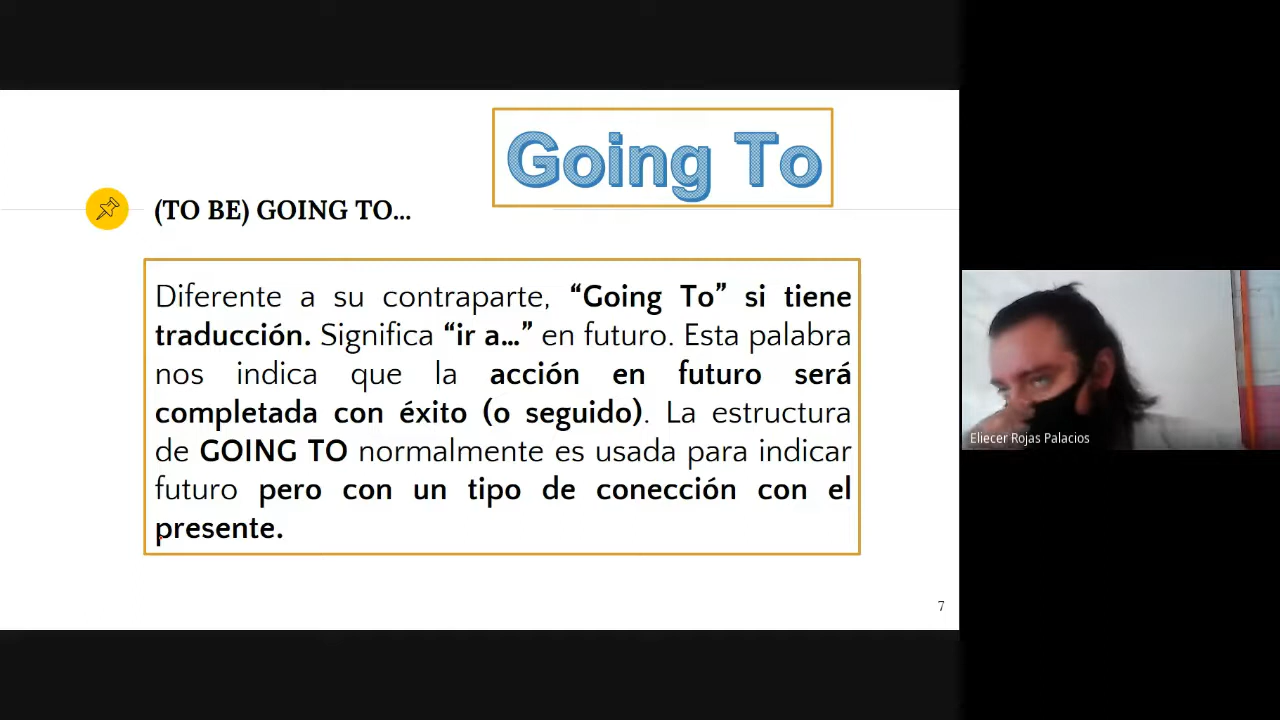 Going To
(TO BE) GOING TO...
Diferente a su contraparte, “Going To” si tiene
traducción. Significa “ir a...” en futuro. Esta palabra
nos indica que la acción en futuro será
completada con éxito (o seguido). La estructura
de GOING TO normalmente es usada para indicar
futuro pero con un tipo de conección con el
presente.
7
Eliecer Rojas Palacios